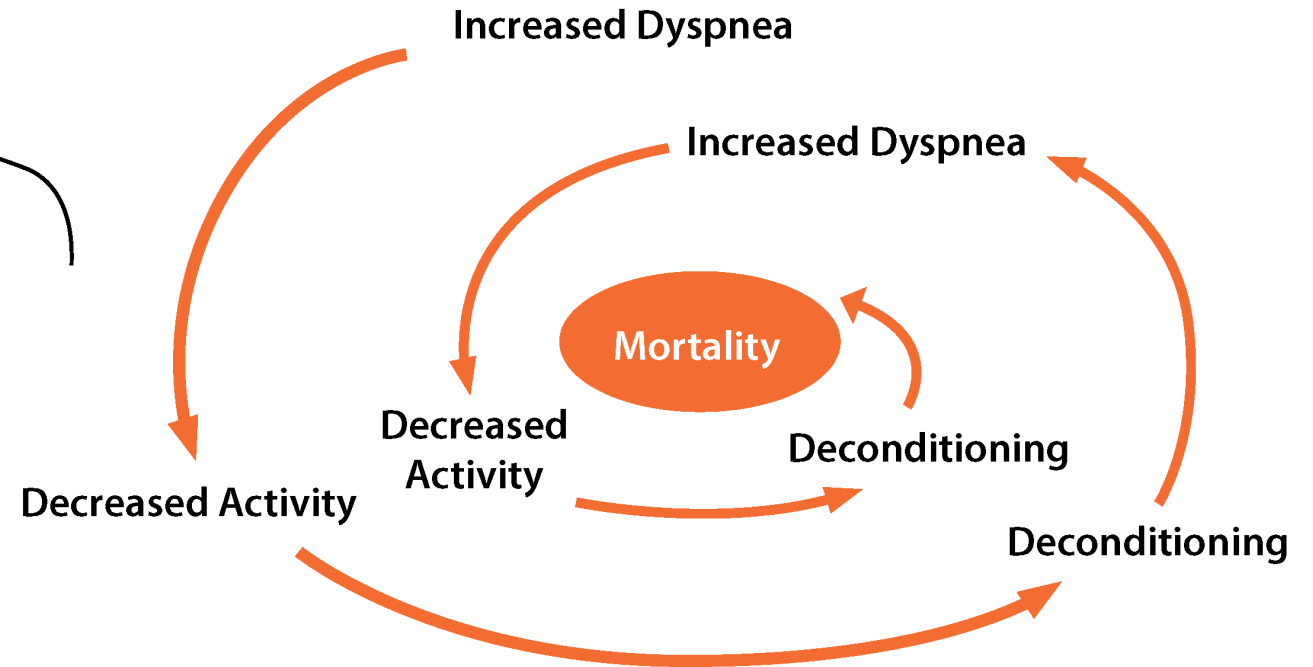 Increased Dyspnea
Increased Dyspnea
Mortality
Decreased
Activity
Deconditioning
Decreased Activity
Deconditioning